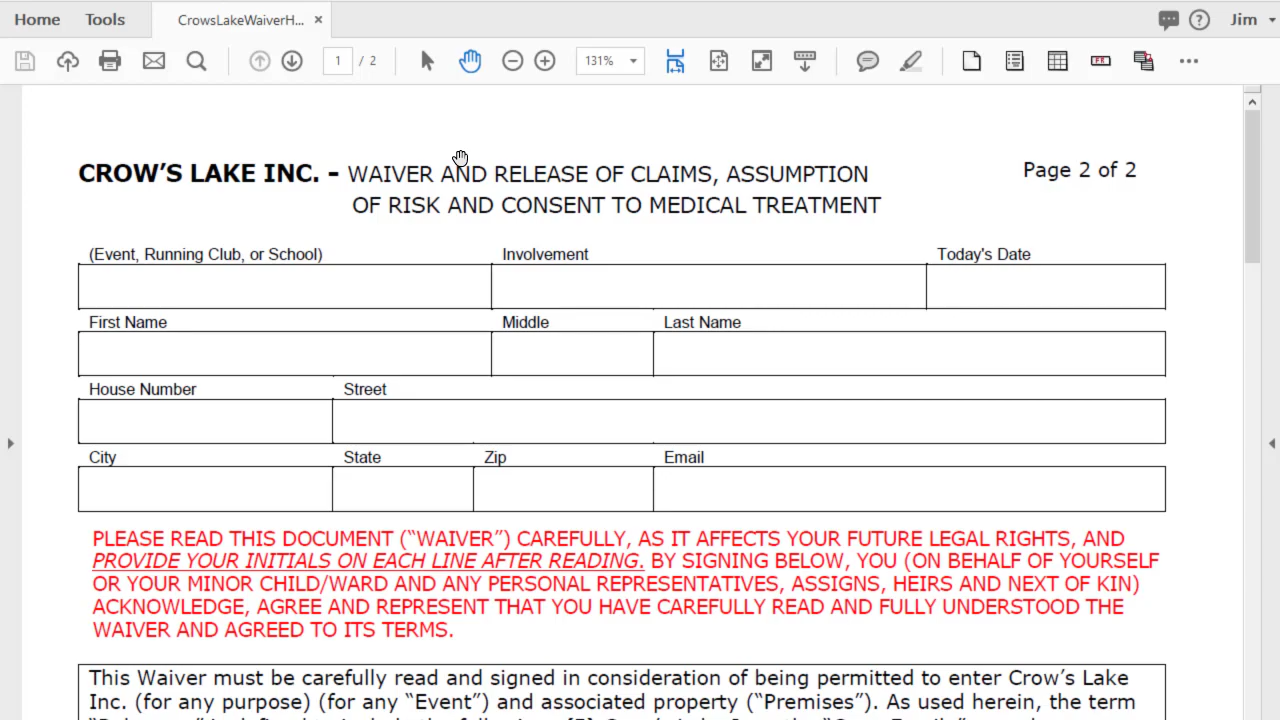 Home Tools CrowsLakeWaiverH... × Jim
1 / 2 131%
CROW'S LAKE INC. - WAIVER AND RELEASE OF CLAIMS, ASSUMPTION Page 2 of 2
OF RISK AND CONSENT TO MEDICAL TREATMENT
(Event, Running Club, or School) Involvement Today's Date
First Name Middle Last Name
House Number Street
City State Zip Email
PLEASE READ THIS DOCUMENT (“WAIVER”) CAREFULLY, AS IT AFFECTS YOUR FUTURE LEGAL RIGHTS, AND
PROVIDE YOUR INITIALS ON EACH LINE AFTER READING. BY SIGNING BELOW, YOU (ON BEHALF OF YOURSELF
OR YOUR MINOR CHILD/WARD AND ANY PERSONAL REPRESENTATIVES, ASSIGNS, HEIRS AND NEXT OF KIN)
ACKNOWLEDGE, AGREE AND REPRESENT THAT YOU HAVE CAREFULLY READ AND FULLY UNDERSTOOD THE
WAIVER AND AGREED TO ITS TERMS.
This Waiver must be carefully read and signed in consideration of being permitted to enter Crow’s Lake
Inc. (for any purpose) (for any “Event”) and associated property (“Premises”). As used herein, the term